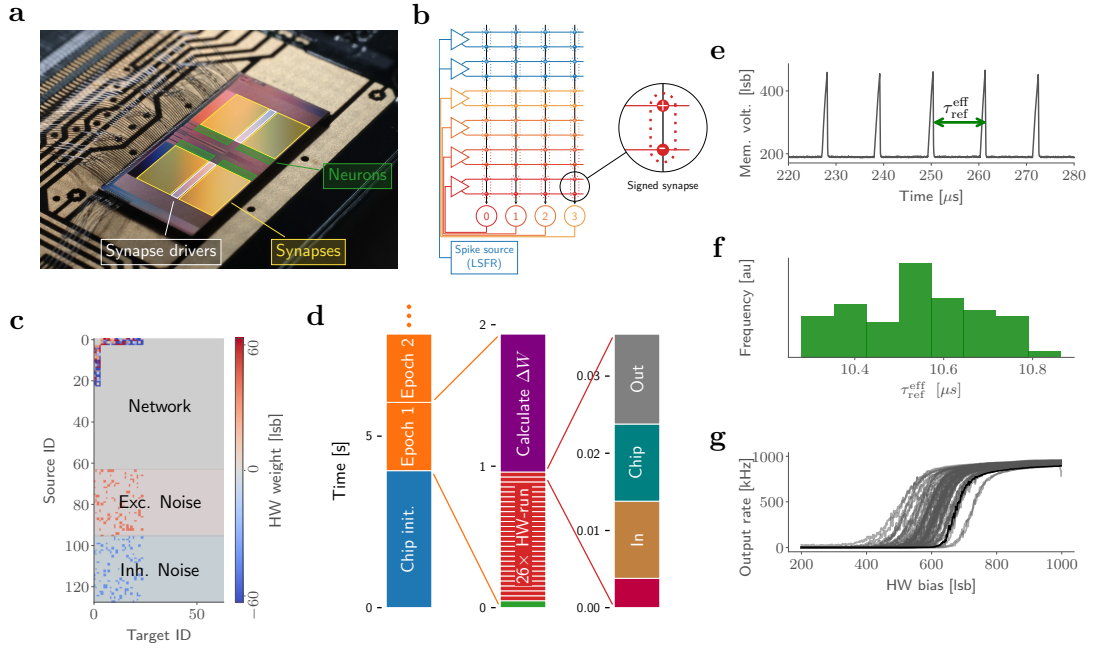 a
Neurons
Synapse drivers
Synapses
b
Signed synapse
0 1 2 3
Spike source
(LSFR)
c
0
20
40
60
80
100
120
Source ID
Network
Exc. Noise
Inh. Noise
0 50
Target ID
60
0
−60
HW weight [lsb]
d
Time [s]
5
0
Epoch 2
Epoch 1
Chip init.
2
1
0
Calculate ΔW
26× HW-run
0.03
0.02
0.01
0.00
Out
Chip
In
e
Mem. volt. [lsb]
400
200
τ_ref^eff
220 230 240 250 260 270 280
Time [μs]
f
Frequency [au]
10.4 10.6 10.8
τ_ref^eff [μs]
g
Output rate [kHz]
1000
500
0
200 400 600 800 1000
HW bias [lsb]